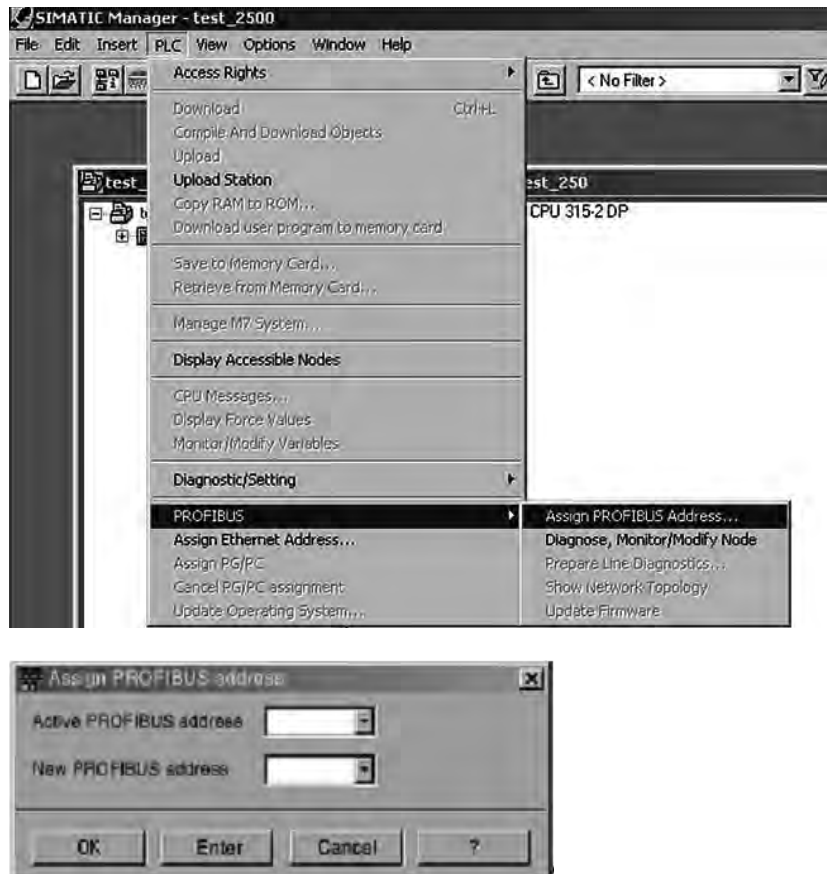 SIMATIC Manager - test_2500
File Edit Insert PLC View Options Window Help
< No Filter >
Access Rights
Download Ctrl+L
Compile And Download Objects
Upload
Upload Station
Copy RAM to ROM...
Download user program to memory card
Save to Memory Card...
Retrieve from Memory Card...
Manage M7 System...
Display Accessible Nodes
CPU Messages...
Display Force Values
Monitor/Modify Variables
Diagnostic/Setting
PROFIBUS
Assign Ethernet Address...
Assign PG/PC
Cancel PG/PC assignment
Update Operating System...
test_
est_250
CPU 315-2 DP
Assign PROFIBUS Address...
Diagnose, Monitor/Modify Node
Prepare Line Diagnostics...
Show Network Topology
Update Firmware
Assign PROFIBUS address
Active PROFIBUS address
New PROFIBUS address
OK Enter Cancel ?